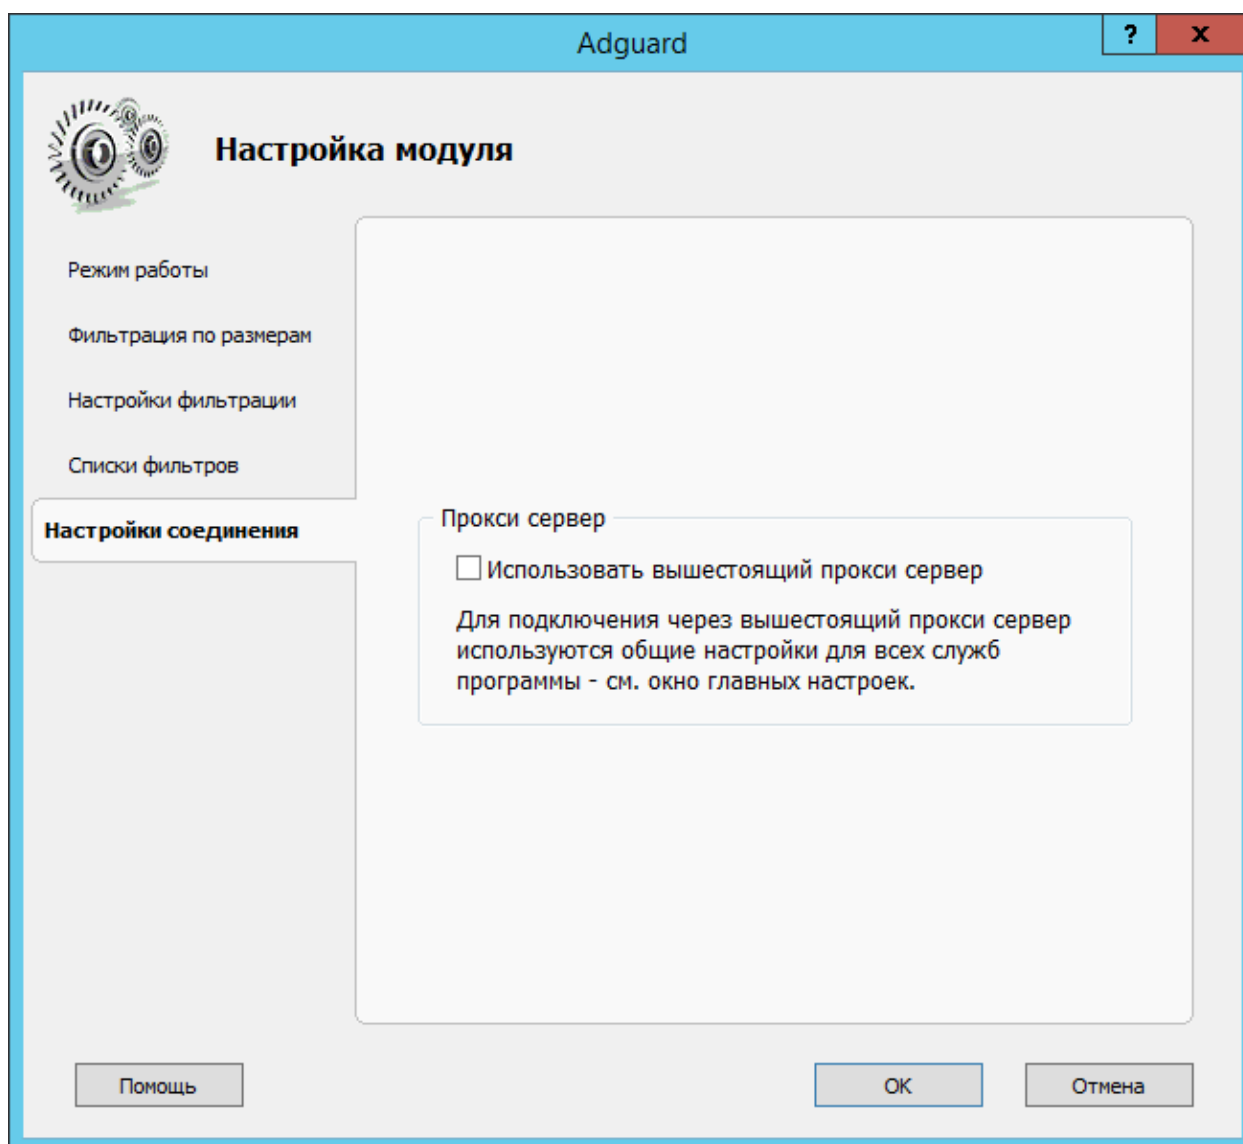 Adguard
?
x
Настройка модуля
Режим работы
Фильтрация по размерам
Настройки фильтрации
Списки фильтров
Настройки соединения
Прокси сервер
Использовать вышестоящий прокси сервер
Для подключения через вышестоящий прокси сервер
используются общие настройки для всех служб
программы - см. окно главных настроек.
Помощь
OK
Отмена